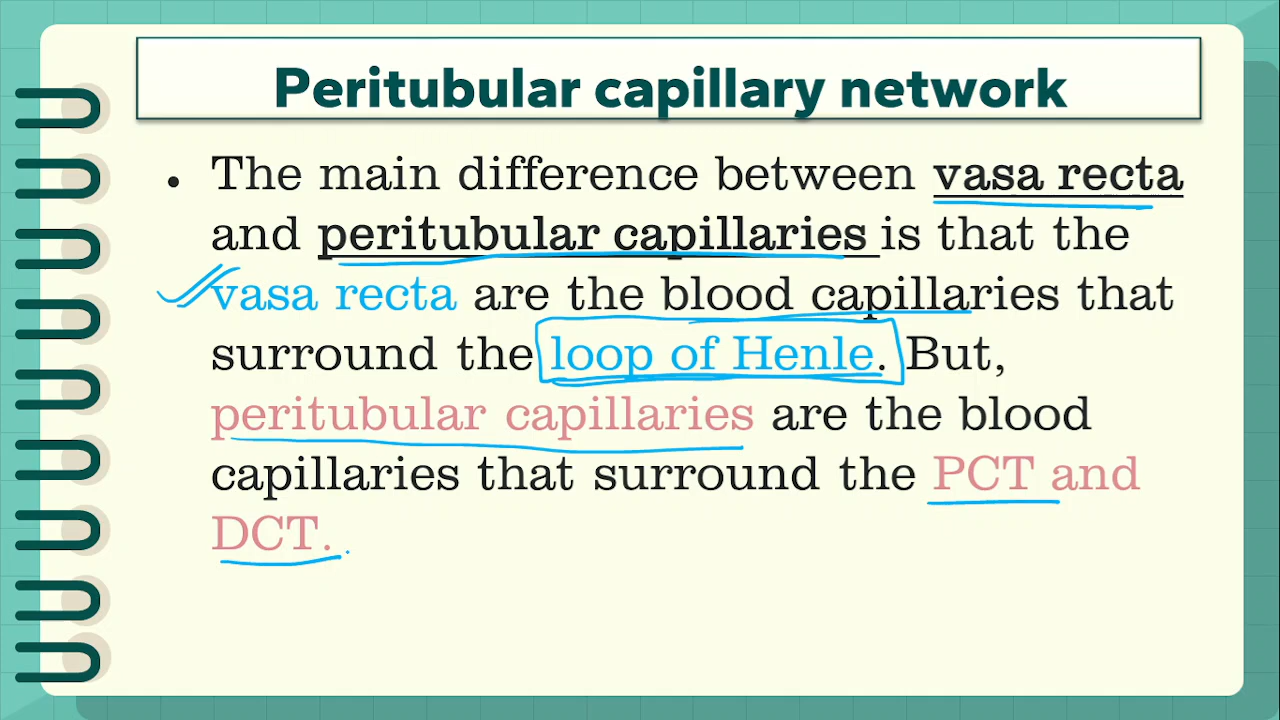 Peritubular capillary network
• The main difference between vasa recta
and peritubular capillaries is that the
vasa recta are the blood capillaries that
surround the loop of Henle. But,
peritubular capillaries are the blood
capillaries that surround the PCT and
DCT.